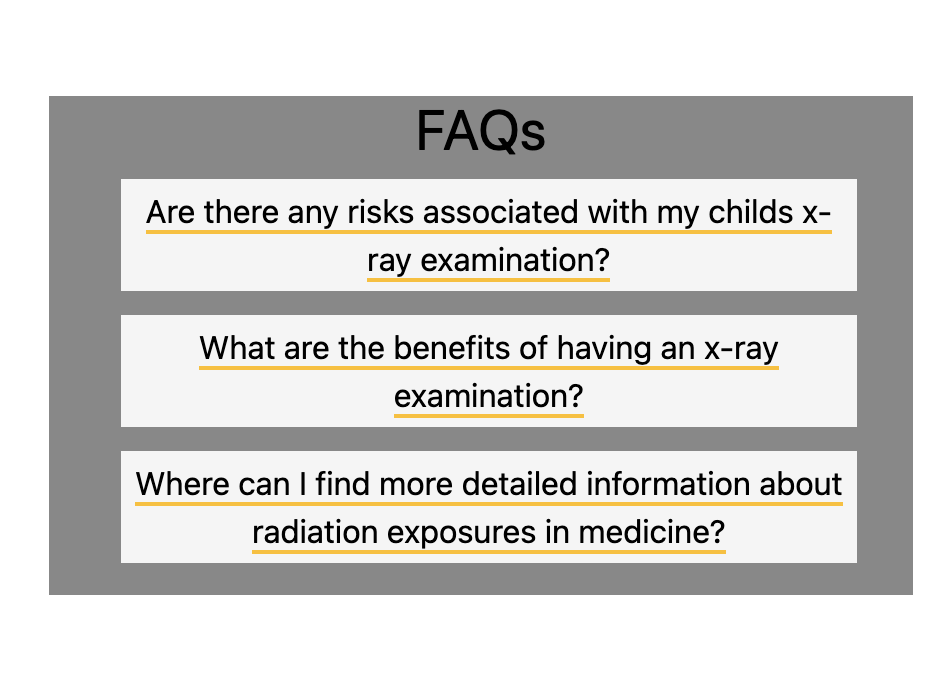 FAQs
Are there any risks associated with my childs x-
ray examination?
What are the benefits of having an x-ray
examination?
Where can I find more detailed information about
radiation exposures in medicine?